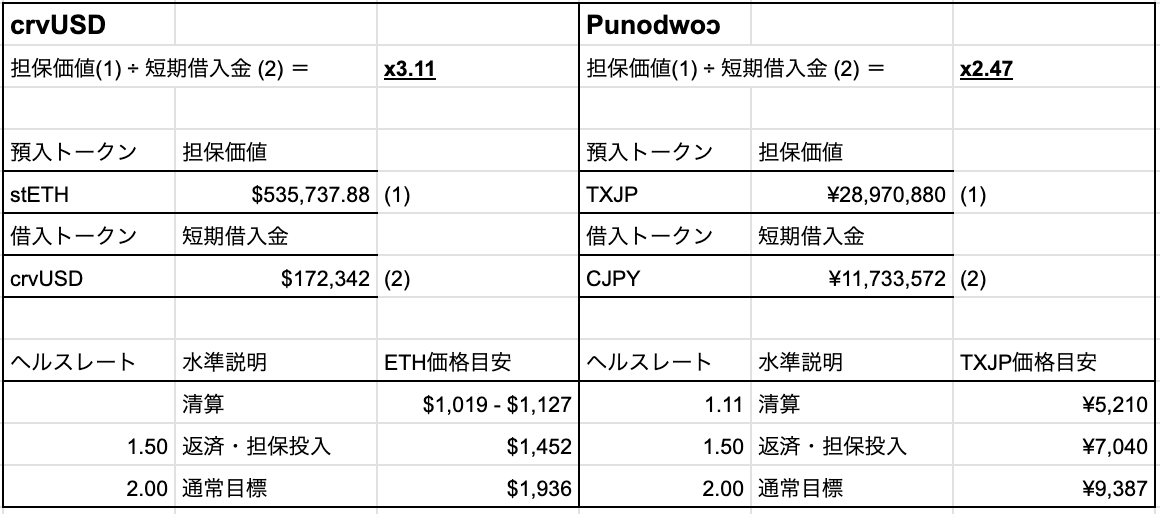 crvUSD
担保価値(1) ÷ 短期借入金 (2) ＝ x3.11
預入トークン 担保価値
stETH $535,737.88 (1)
借入トークン 短期借入金
crvUSD $172,342 (2)
ヘルスレート 水準説明 ETH価格目安
清算 $1,019 - $1,127
1.50 返済・担保投入 $1,452
2.00 通常目標 $1,936
Punodwoɔ
担保価値(1) ÷ 短期借入金 (2) ＝ x2.47
預入トークン 担保価値
TXJP ¥28,970,880 (1)
借入トークン 短期借入金
CJPY ¥11,733,572 (2)
ヘルスレート 水準説明 TXJP価格目安
1.11 清算 ¥5,210
1.50 返済・担保投入 ¥7,040
2.00 通常目標 ¥9,387